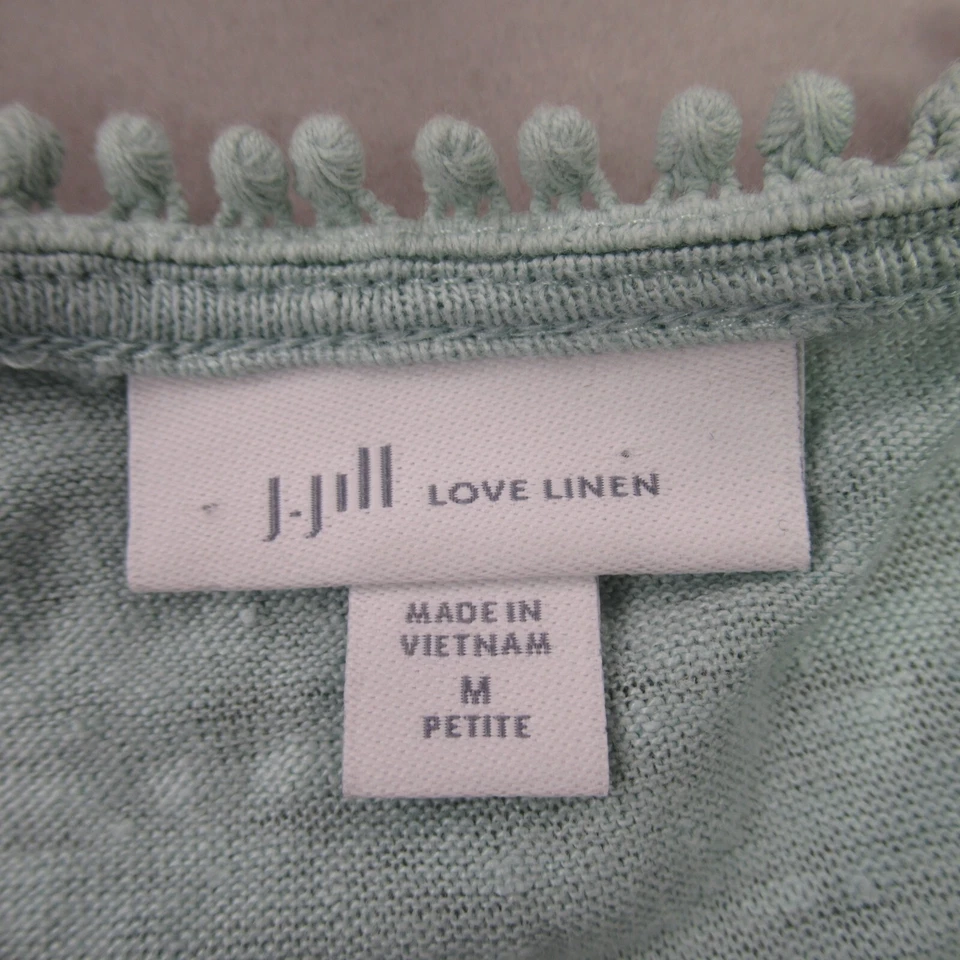 J.Jill LOVE LINEN
MADE IN
VIETNAM
M
PETITE